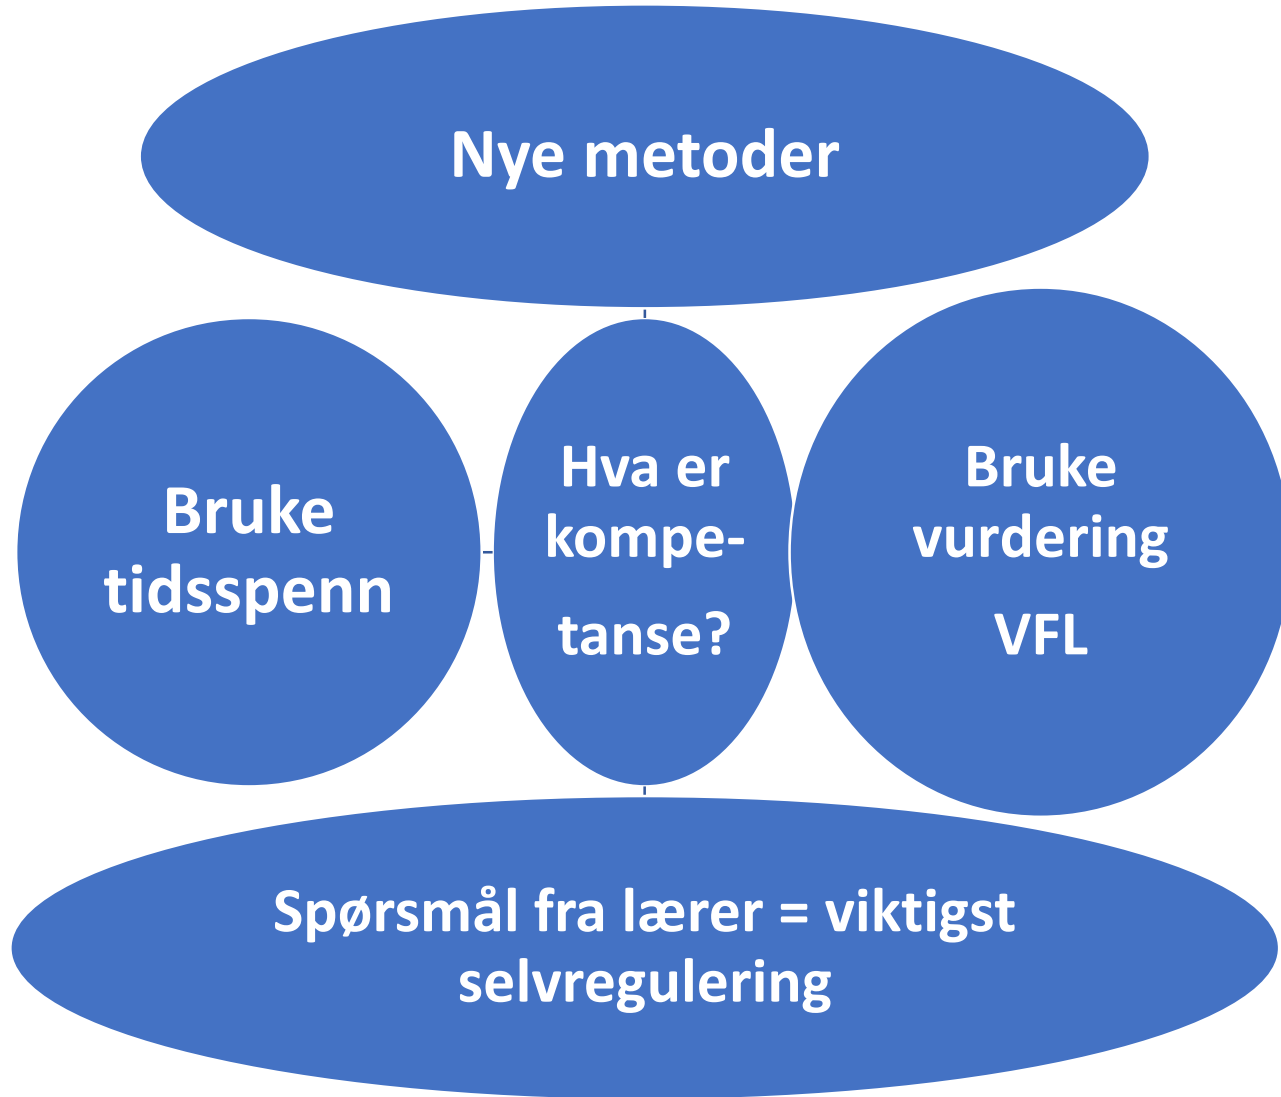 Nye metoder
Bruke
tidsspenn
Hva er
kompe-
tanse?
Bruke
vurdering
VFL
Spørsmål fra lærer = viktigst
selvregulering